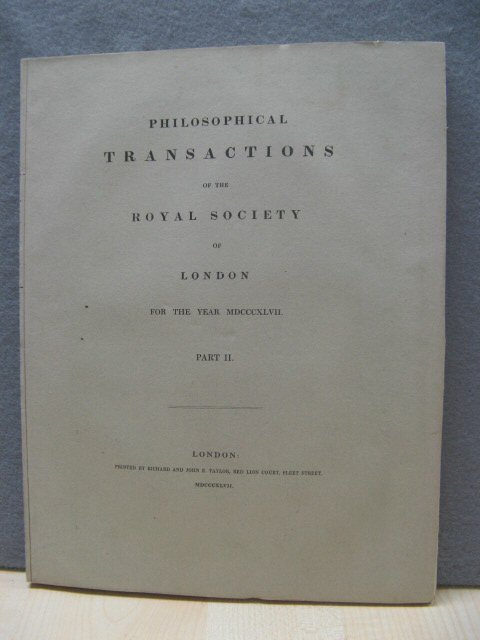 PHILOSOPHICAL
TRANSACTIONS
OF THE
ROYAL SOCIETY
OF
LONDON
FOR THE YEAR MDCCCXLVII.
PART II.
LONDON:
PRINTED BY RICHARD AND JOHN E. TAYLOR, RED LION COURT, FLEET STREET.
MDCCCXLVII.